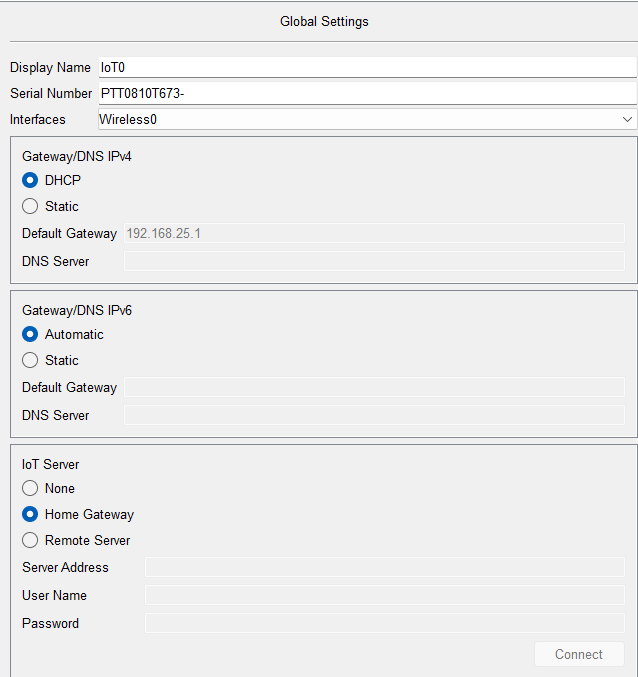 Global Settings
Display Name IoT0
Serial Number PTT0810T673-
Interfaces Wireless0
Gateway/DNS IPv4
DHCP
Static
Default Gateway 192.168.25.1
DNS Server
Gateway/DNS IPv6
Automatic
Static
Default Gateway
DNS Server
IoT Server
None
Home Gateway
Remote Server
Server Address
User Name
Password
Connect